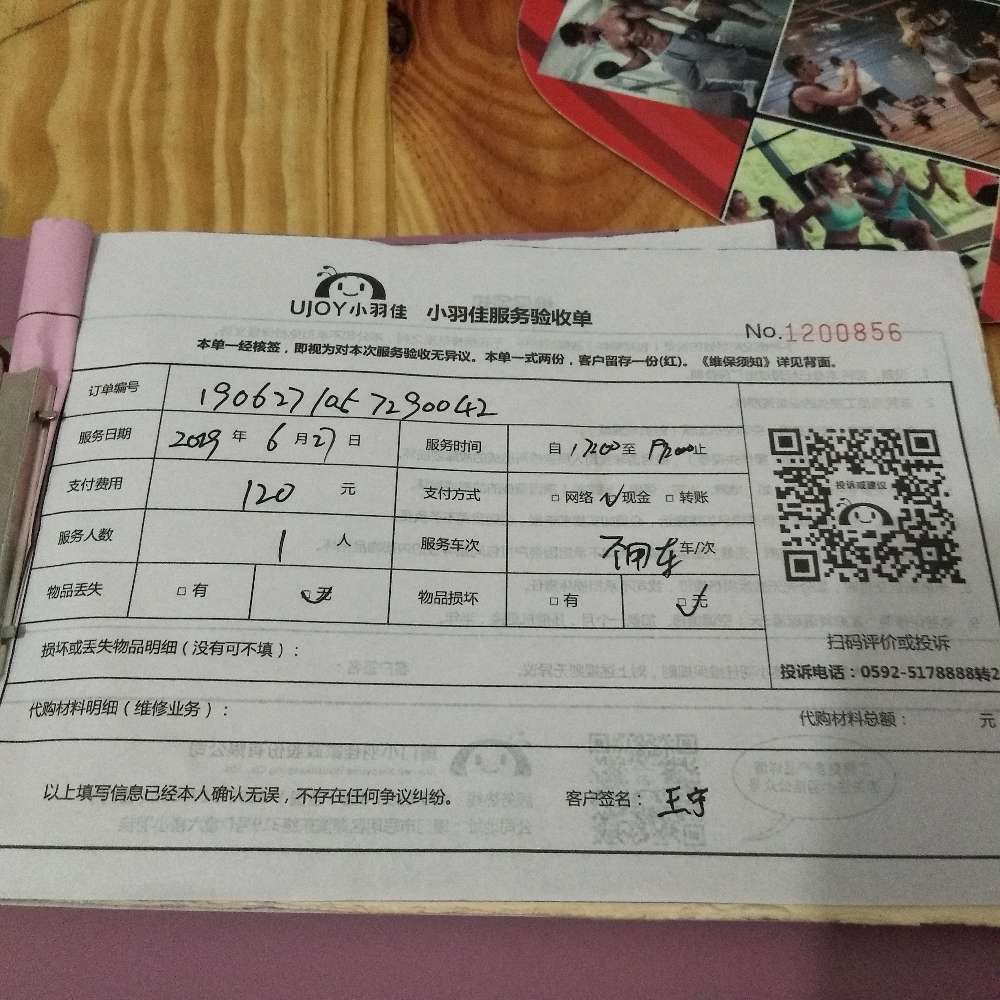 UJOY小羽佳 小羽佳服务验收单
No.1200856
本单一经核签，即视为对本次服务验收无异议。本单一式两份，客户留存一份(红)。《维保须知》详见背面。
订单编号 1906271057290042
服务日期 2019 年 6 月 27 日 服务时间 自 至 止
支付费用 120 元 支付方式 □ 网络 √ 现金 □ 转账
投诉或建议
服务人数 1 人 服务车次 不用车 车/次
物品丢失 □ 有 □ 无 物品损坏 □ 有 □ 无
扫码评价或投诉
损坏或丢失物品明细（没有可不填）：
投诉电话：0592-5178888转2
代购材料明细（维修业务）： 代购材料总额： 元
以上填写信息已经本人确认无误，不存在任何争议纠纷。 客户签名： 王宇